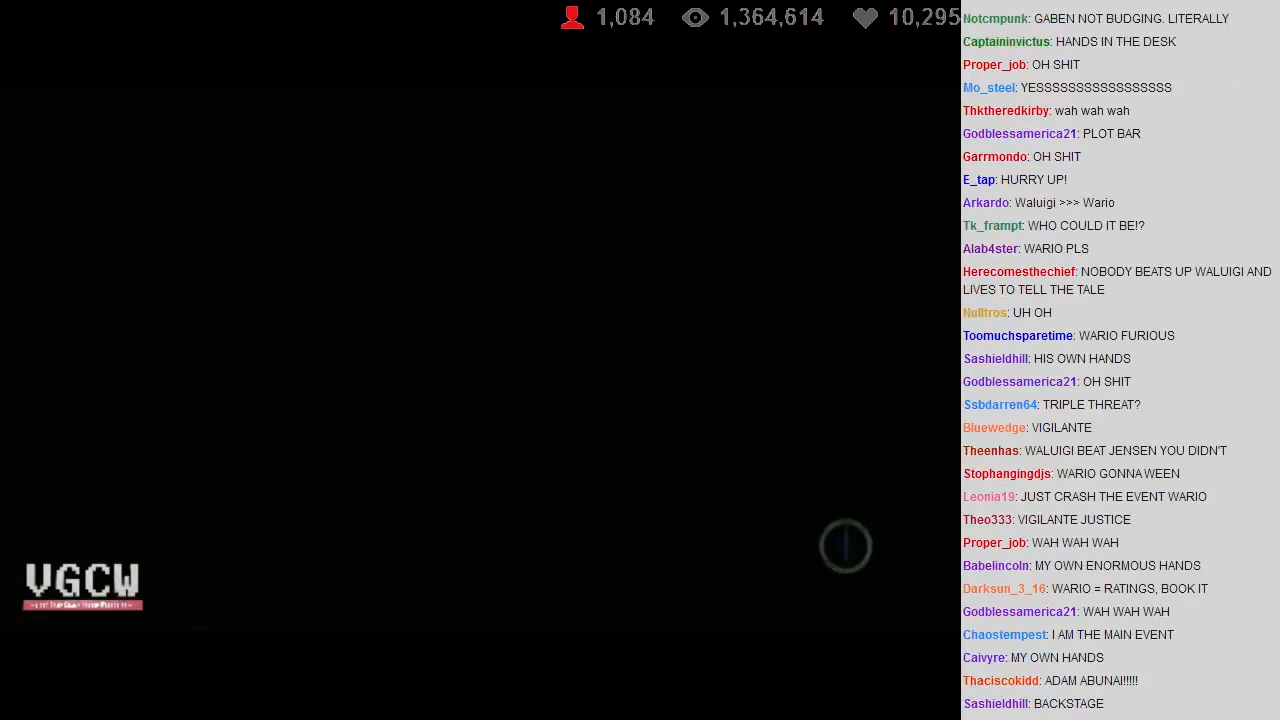 1,084 1,364,614 10,295
VGCW
Notcmpunk: GABEN NOT BUDGING. LITERALLY
Captaininvictus: HANDS IN THE DESK
Proper_job: OH SHIT
Mo_steel: YESSSSSSSSSSSSSSSSS
Thktheredkirby: wah wah wah
Godblessamerica21: PLOT BAR
Garrmondo: OH SHIT
E_tap: HURRY UP!
Arkardo: Waluigi >>> Wario
Tk_frampt: WHO COULD IT BE!?
Alab4ster: WARIO PLS
Herecomesthechief: NOBODY BEATS UP WALUIGI AND
LIVES TO TELL THE TALE
Nulltros: UH OH
Toomuchsparetime: WARIO FURIOUS
Sashieldhill: HIS OWN HANDS
Godblessamerica21: OH SHIT
Ssbdarren64: TRIPLE THREAT?
Bluewedge: VIGILANTE
Theenhas: WALUIGI BEAT JENSEN YOU DIDN'T
Stophangingdjs: WARIO GONNA WEEN
Leonia19: JUST CRASH THE EVENT WARIO
Theo333: VIGILANTE JUSTICE
Proper_job: WAH WAH WAH
Babelincoln: MY OWN ENORMOUS HANDS
Darksun_3_16: WARIO = RATINGS, BOOK IT
Godblessamerica21: WAH WAH WAH
Chaostempest: I AM THE MAIN EVENT
Caivyre: MY OWN HANDS
Thaciscokidd: ADAM ABUNAI!!!!!
Sashieldhill: BACKSTAGE